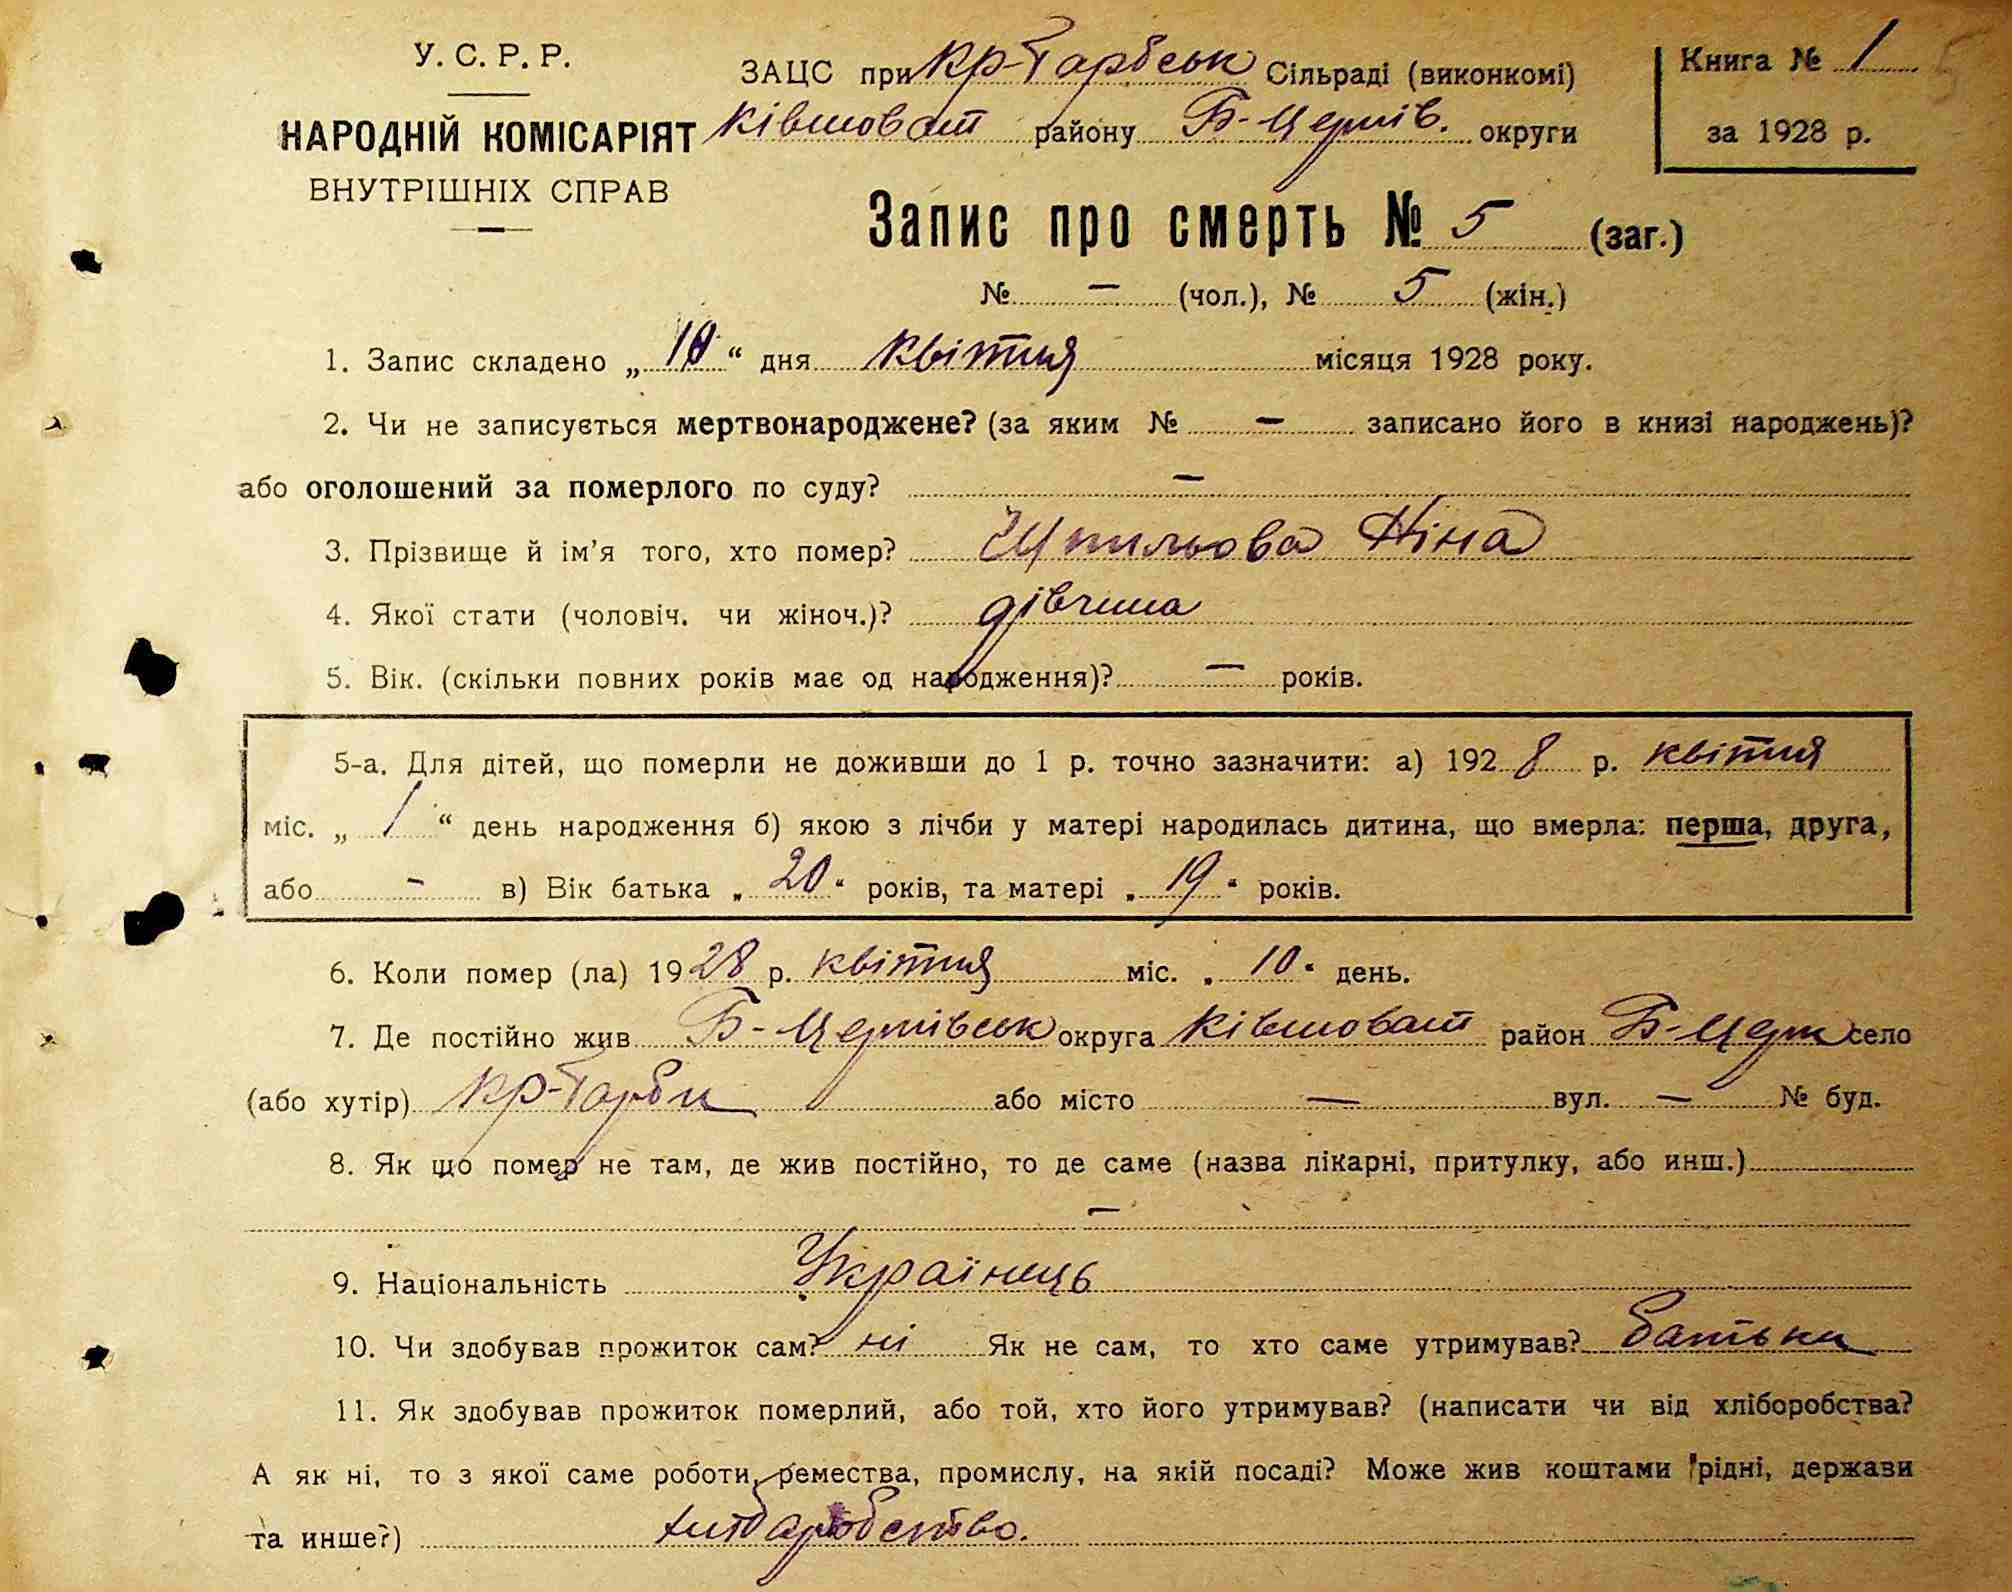 У. С. Р. Р.
НАРОДНІЙ КОМІСАРІЯТ
ВНУТРІШНІХ СПРАВ
ЗАЦС при Кр-Гарбськ Сільраді (виконкомі)
Ківшоват району Б-Церків. округи
Книга № 1
за 1928 р.
Запис про смерть № 5 (заг.)
№ — (чол.), № 5 (жін.)
1. Запис складено „ 10 “ дня квітня місяця 1928 року.
2. Чи не записується мертвонароджене? (за яким № — записано його в книзі народжень)?
або оголошений за померлого по суду? —
3. Прізвище й ім’я того, хто помер? Шпильова Ніна
4. Якої стати (чоловіч. чи жіноч.)? дівчина
5. Вік. (скільки повних років має од народження)? — років.
5-а. Для дітей, що померли не доживши до 1 р. точно зазначити: а) 1928 р. квітня
міс. „ 1 “ день народження б) якою з лічби у матері народилась дитина, що вмерла: перша, друга,
або - в) Вік батька „ 20 “ років, та матері „ 19 “ років.
6. Коли помер (ла) 1928 р. квітня міс. „ 10 “ день.
7. Де постійно жив Б-Церківськ округа Ківшоват район Б-Церк село
(або хутір) Кр-Гарби або місто — вул. — № буд.
8. Як що помер не там, де жив постійно, то де саме (назва лікарні, притулку, або инш.)
—
9. Національність Українець
10. Чи здобував прожиток сам? ні Як не сам, то хто саме утримував? батьки
11. Як здобував прожиток померлий, або той, хто його утримував? (написати чи від хліборобства?
А як ні, то з якої саме роботи, ремества, промислу, на якій посаді? Може жив коштами рідні, держави
та инше?) хліборобство.